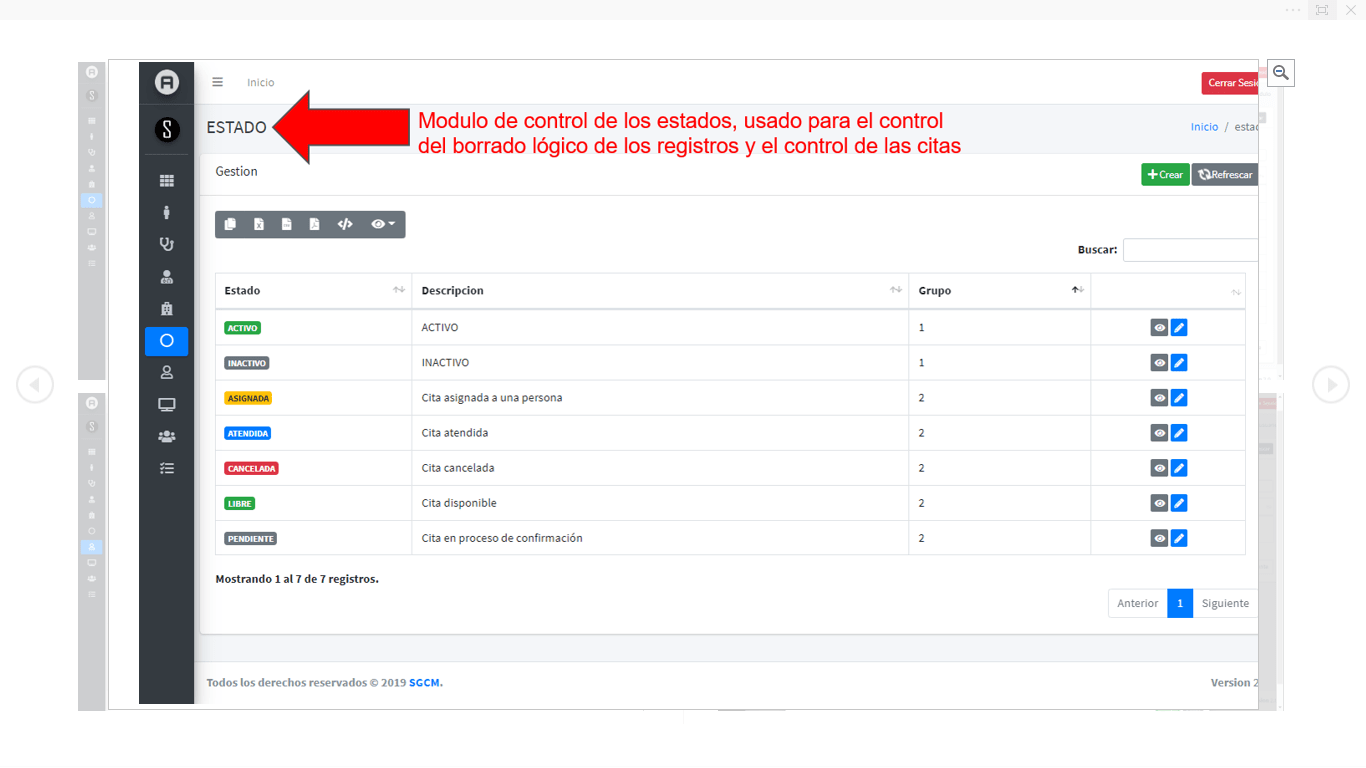 Inicio
Cerrar Sesi
ESTADO
Modulo de control de los estados, usado para el control
del borrado lógico de los registros y el control de las citas
Inicio / estad
Gestion
Crear
Refrescar
Buscar:
Estado
Descripcion
Grupo
ACTIVO ACTIVO 1
INACTIVO INACTIVO 1
ASIGNADA Cita asignada a una persona 2
ATENDIDA Cita atendida 2
CANCELADA Cita cancelada 2
LIBRE Cita disponible 2
PENDIENTE Cita en proceso de confirmación 2
Mostrando 1 al 7 de 7 registros.
Anterior 1 Siguiente
Todos los derechos reservados © 2019 SGCM.
Version 2